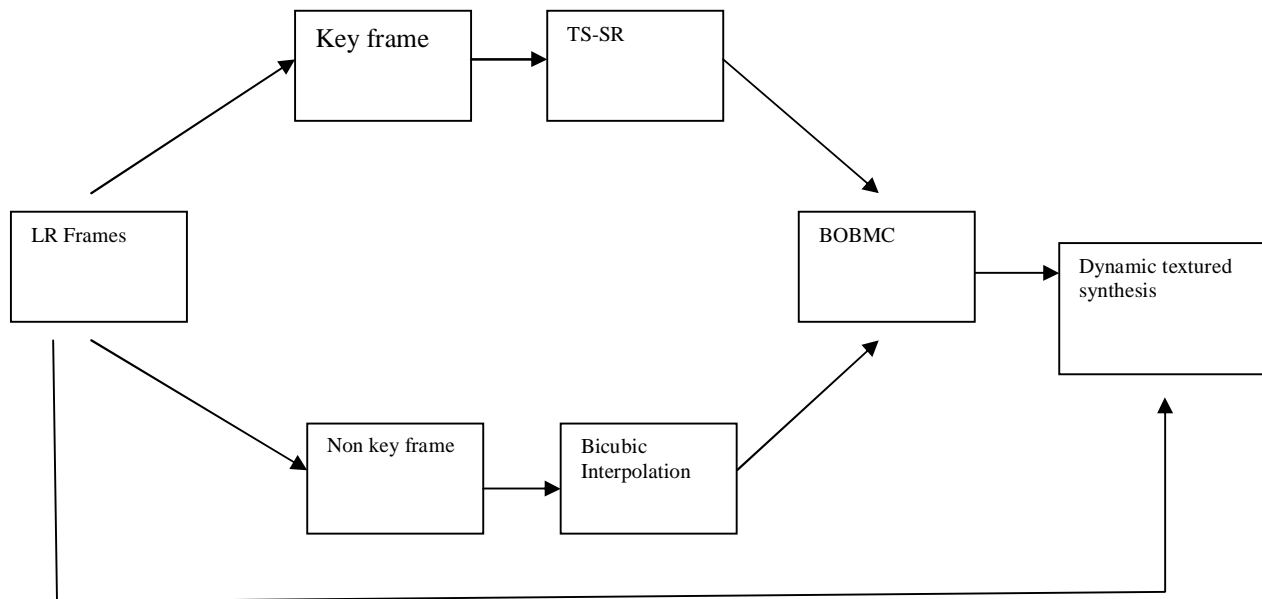 Key frame
TS-SR
LR Frames
BOBMC
Dynamic textured
synthesis
Non key frame
Bicubic
Interpolation